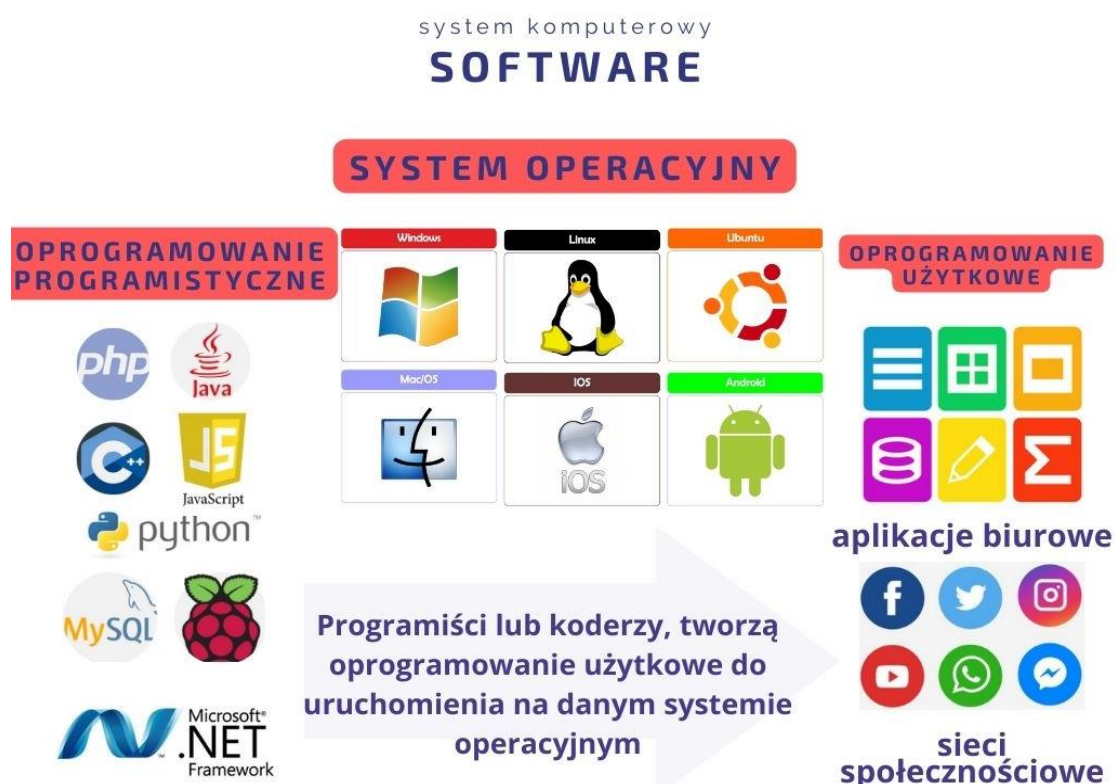 system komputerowy
SOFTWARE
SYSTEM OPERACYJNY
OPROGRAMOWANIE
PROGRAMISTYCZNE
php
Java
C++
JS
JavaScript
python™
MySQL
Microsoft®
.NET
Framework
Windows
Linux
Ubuntu
Mac/OS
IOS
Android
iOS
Programiści lub koderzy, tworzą
oprogramowanie użytkowe do
uruchomienia na danym systemie
operacyjnym
OPROGRAMOWANIE
UŻYTKOWE
aplikacje biurowe
sieci
społecznościowe